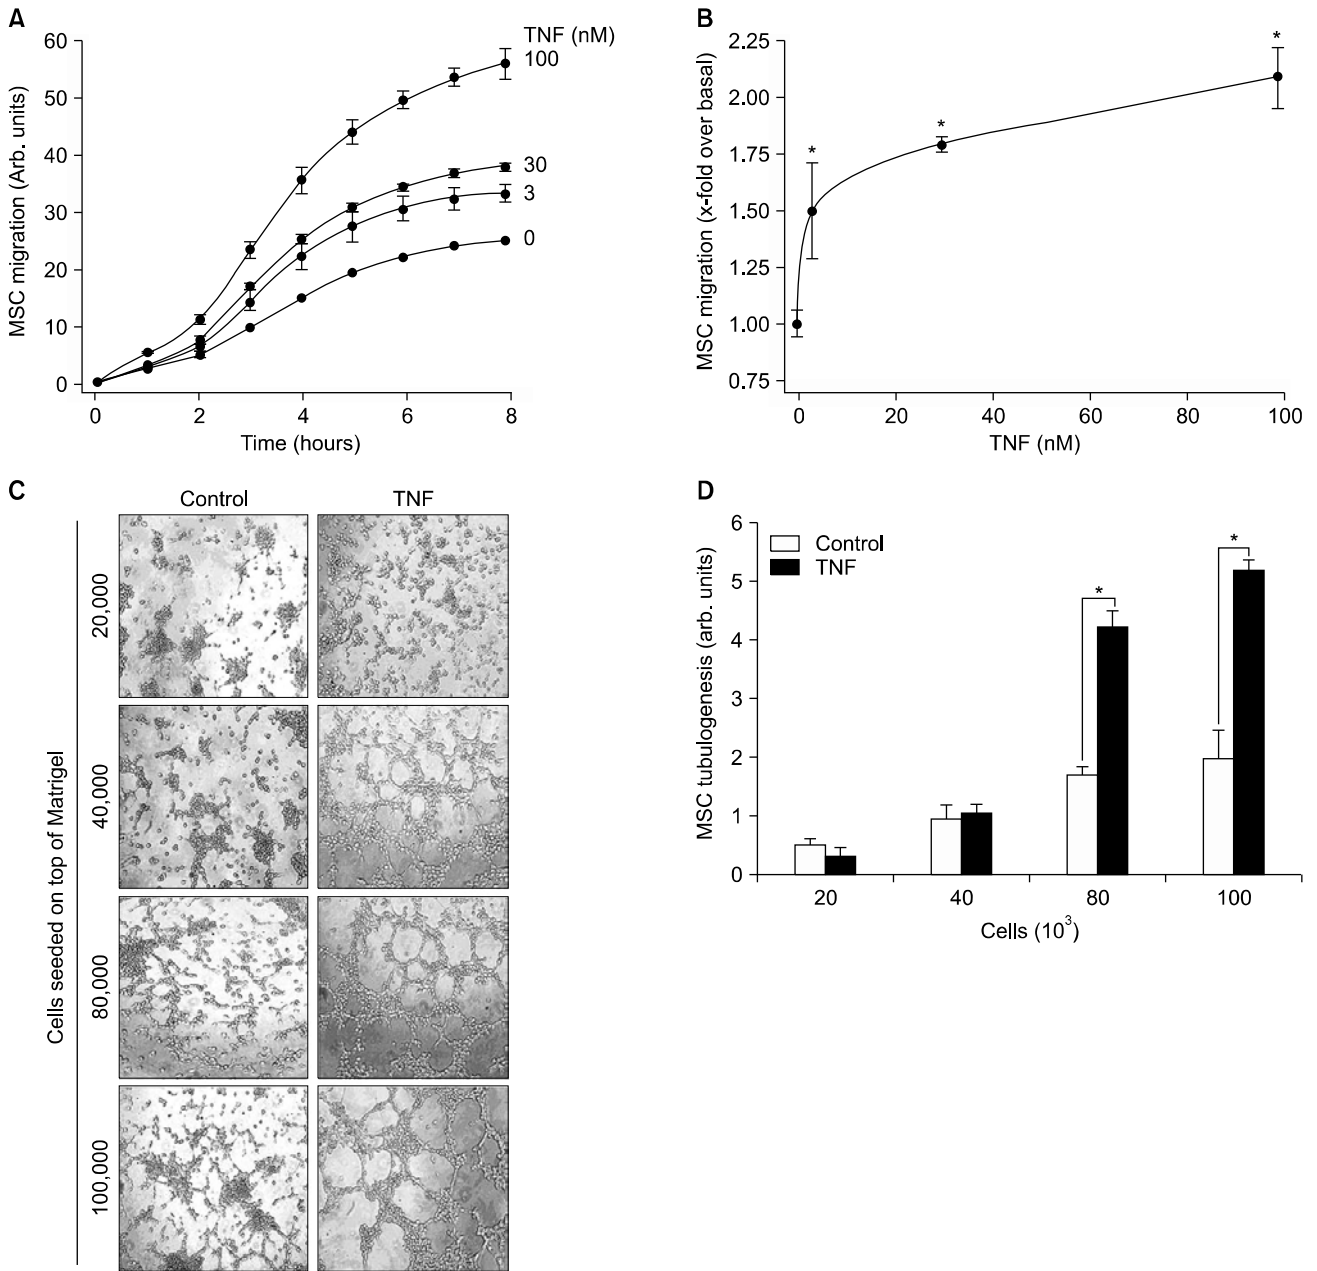 A
TNF (nM)
60
50
40
30
20
10
0
MSC migration (Arb. units)
100
30
3
0
0 2 4 6 8
Time (hours)
B
2.25
2.00
1.75
1.50
1.25
1.00
0.75
MSC migration (x-fold over basal)
*
*
*
0 20 40 60 80 100
TNF (nM)
C
Control TNF
Cells seeded on top of Matrigel
20,000
40,000
80,000
100,000
D
6
5
4
3
2
1
0
MSC tubulogenesis (arb. units)
Control
TNF
*
*
20 40 80 100
Cells (10³)